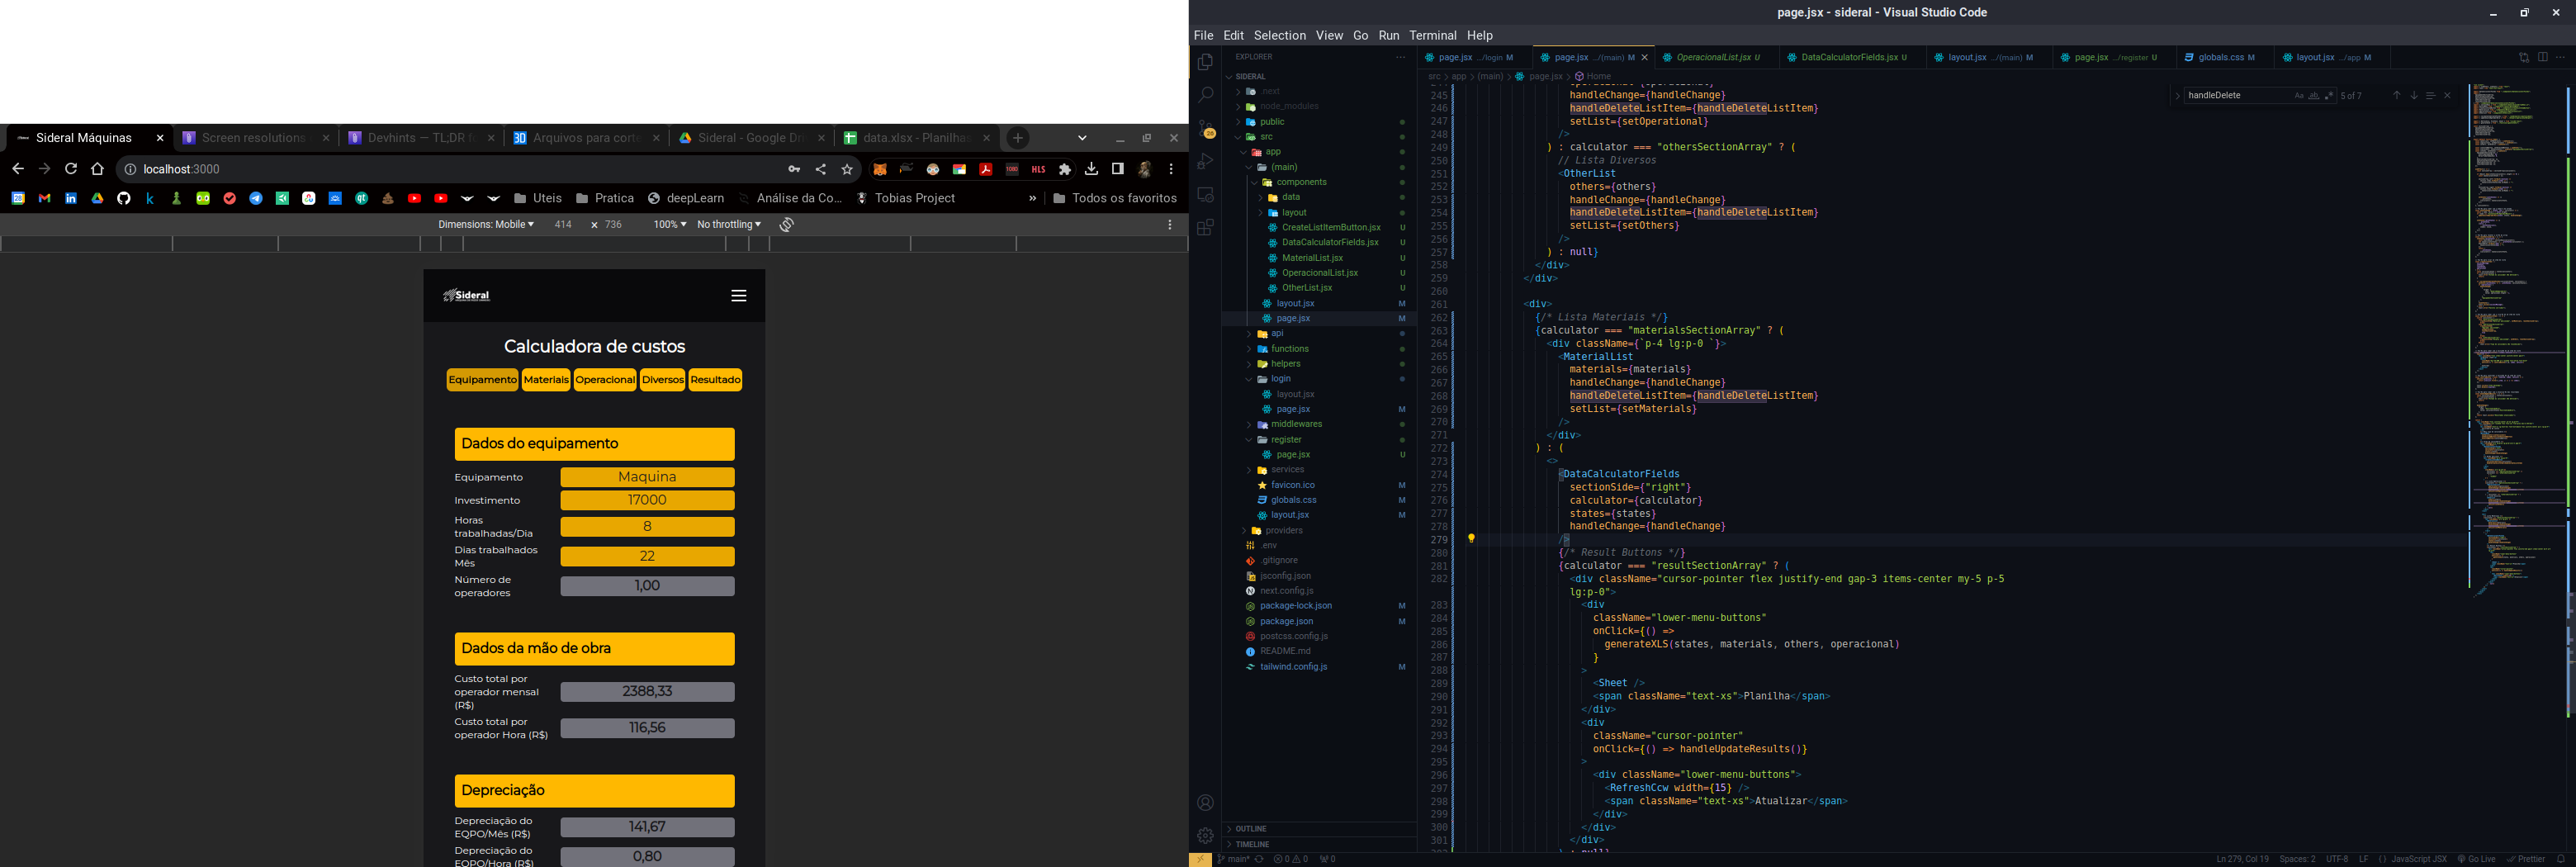 Sideral Máquinas
Screen resolutions
Devhints — TL;DR f
Arquivos para corte
Sideral - Google Dri
data.xlsx - Planilhas
localhost:3000
Uteis
Pratica
deepLearn
Análise da Co...
Tobias Project
»
Todos os favoritos
Dimensions: Mobile
414
×
736
100%
No throttling
Sideral
Calculadora de custos
Equipamento
Materiais
Operacional
Diversos
Resultado
Dados do equipamento
Equipamento
Maquina
Investimento
17000
Horas
trabalhadas/Dia
8
Dias trabalhados
Mês
22
Número de
operadores
1,00
Dados da mão de obra
Custo total por
operador mensal
(R$)
2388,33
Custo total por
operador Hora (R$)
116,56
Depreciação
Depreciação do
EQPO/Mês (R$)
141,67
Depreciação do
EQPO/Hora (R$)
0,80
page.jsx - sideral - Visual Studio Code
File Edit Selection View Go Run Terminal Help
EXPLORER
SIDERAL
.next
node_modules
public
src
app
(main)
components
data
layout
CreateListItemButton.jsx U
DataCalculatorFields.jsx U
MaterialList.jsx U
OperacionalList.jsx U
OtherList.jsx U
layout.jsx M
page.jsx M
api
functions
helpers
login
layout.jsx
page.jsx M
middlewares
register
page.jsx U
services
favicon.ico M
globals.css M
layout.jsx M
providers
.env
.gitignore
jsconfig.json
next.config.js
package-lock.json M
package.json M
postcss.config.js
README.md
tailwind.config.js M
OUTLINE
TIMELINE
page.jsx .../login M
page.jsx .../(main) M
OperacionalList.jsx U
DataCalculatorFields.jsx U
layout.jsx .../(main) M
page.jsx .../register U
globals.css M
layout.jsx .../app M
src > app > (main) > page.jsx > Home
handleDelete
5 of 7
245 handleChange={handleChange}
246 handleDeleteListItem={handleDeleteListItem}
247 setList={setOperational}
248 />
249 ) : calculator === "othersSectionArray" ? (
250 // Lista Diversos
251 <OtherList
252 others={others}
253 handleChange={handleChange}
254 handleDeleteListItem={handleDeleteListItem}
255 setList={setOthers}
256 />
257 ) : null}
258 </div>
259 </div>
260
261 <div>
262 {/* Lista Materiais */}
263 {calculator === "materialsSectionArray" ? (
264 <div className={`p-4 lg:p-0 `}>
265 <MaterialList
266 materials={materials}
267 handleChange={handleChange}
268 handleDeleteListItem={handleDeleteListItem}
269 setList={setMaterials}
270 />
271 </div>
272 ) : (
273 <>
274 <DataCalculatorFields
275 sectionSide={"right"}
276 calculator={calculator}
277 states={states}
278 handleChange={handleChange}
279 />
280 {/* Result Buttons */}
281 {calculator === "resultSectionArray" ? (
282 <div className="cursor-pointer flex justify-end gap-3 items-center my-5 p-5
lg:p-0">
283 <div
284 className="lower-menu-buttons"
285 onClick={() =>
286 generateXLS(states, materials, others, operacional)
287 }
288 >
289 <Sheet />
290 <span className="text-xs">Planilha</span>
291 </div>
292 <div
293 className="cursor-pointer"
294 onClick={() => handleUpdateResults()}
295 >
296 <div className="lower-menu-buttons">
297 <RefreshCcw width={15} />
298 <span className="text-xs">Atualizar</span>
299 </div>
300 </div>
301 </div>
main*
0 0
0
Ln 279, Col 19
Spaces: 2
UTF-8
LF
JavaScript JSX
Go Live
Prettier